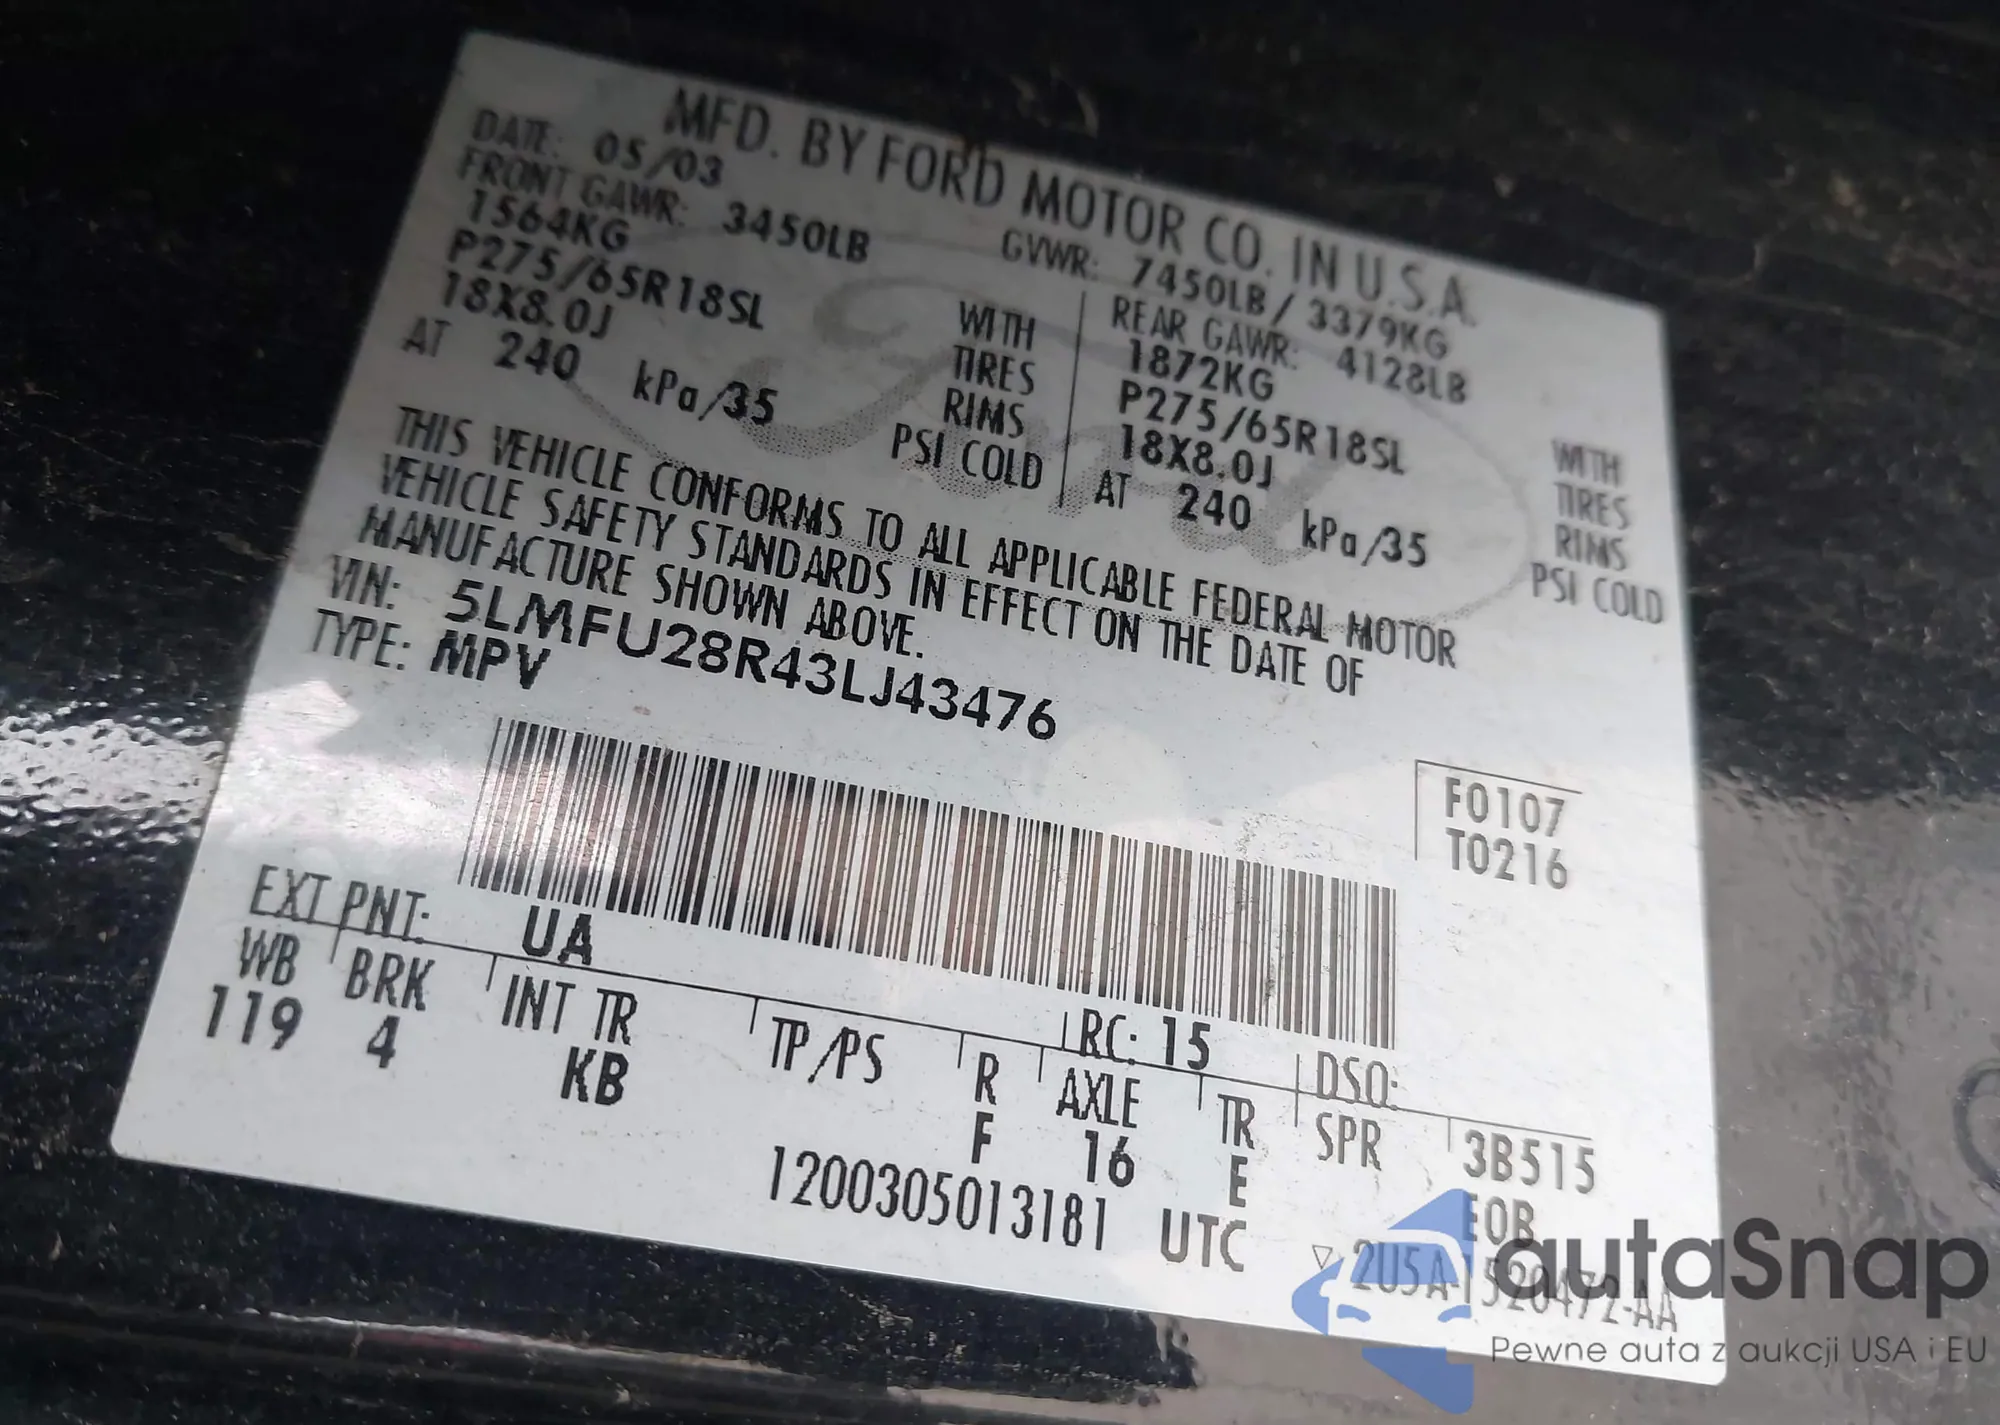 MFD. BY FORD MOTOR CO. IN U.S.A.
DATE: 05/03 GVWR: 7450LB / 3379KG
FRONT GAWR: 3450LB REAR GAWR: 4128LB
1564KG WITH 1872KG WITH
P275/65R18SL TIRES P275/65R18SL TIRES
18X8.0J RIMS 18X8.0J RIMS
AT 240 kPa/35 PSI COLD AT 240 kPa/35 PSI COLD
THIS VEHICLE CONFORMS TO ALL APPLICABLE FEDERAL MOTOR
VEHICLE SAFETY STANDARDS IN EFFECT ON THE DATE OF
MANUFACTURE SHOWN ABOVE.
VIN: 5LMFU28R43LJ43476
TYPE: MPV
F0107
T0216
EXT PNT: UA RC: 15 DSO:
WB BRK INT TR TP/PS R AXLE TR SPR 3B515
119 4 KB F 16 E E0B
1200305013181 UTC ▽ 2U5A-1520472-AA
Ford
autaSnap
Pewne auta z aukcji USA i EU